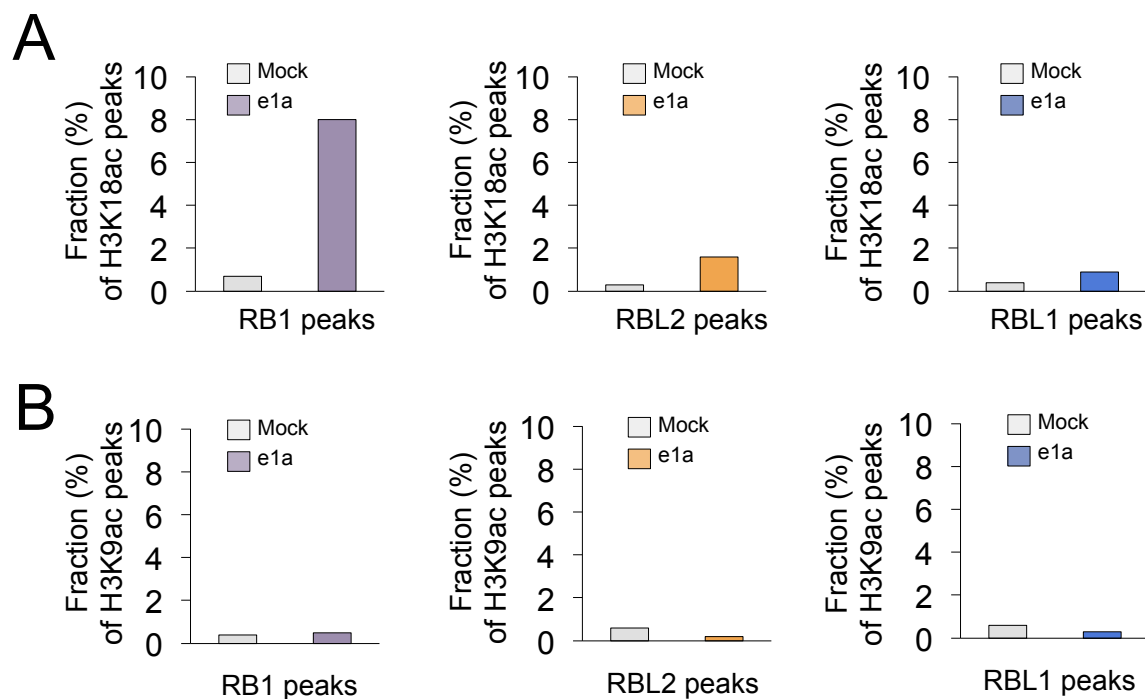 A
Fraction (%)
of H3K18ac peaks
10
8
6
4
2
0
Mock
e1a
RB1 peaks
Fraction (%)
of H3K18ac peaks
10
8
6
4
2
0
Mock
e1a
RBL2 peaks
Fraction (%)
of H3K18ac peaks
10
8
6
4
2
0
Mock
e1a
RBL1 peaks
B
Fraction (%)
of H3K9ac peaks
10
8
6
4
2
0
Mock
e1a
RB1 peaks
Fraction (%)
of H3K9ac peaks
10
8
6
4
2
0
Mock
e1a
RBL2 peaks
Fraction (%)
of H3K9ac peaks
10
8
6
4
2
0
Mock
e1a
RBL1 peaks